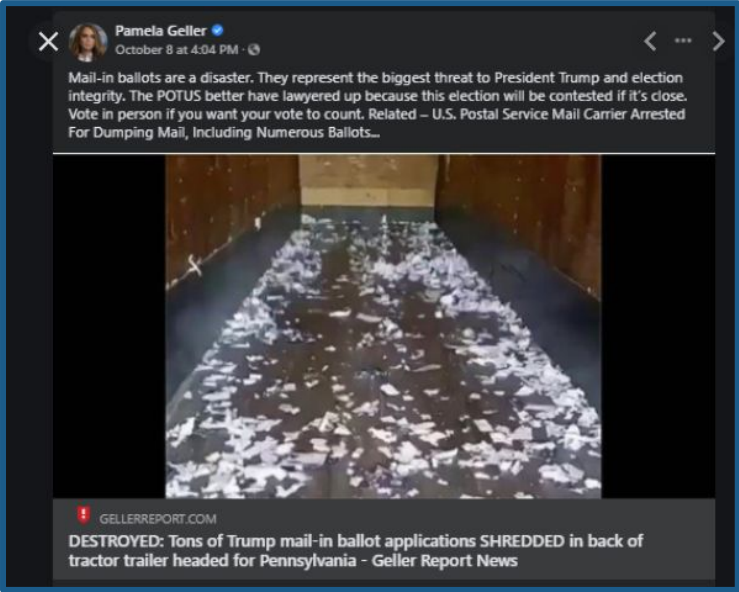 Pamela Geller
October 8 at 4:04 PM ·
Mail-in ballots are a disaster. They represent the biggest threat to President Trump and election
integrity. The POTUS better have lawyered up because this election will be contested if it's close.
Vote in person if you want your vote to count. Related – U.S. Postal Service Mail Carrier Arrested
For Dumping Mail, Including Numerous Ballots...
GELLERREPORT.COM
DESTROYED: Tons of Trump mail-in ballot applications SHREDDED in back of
tractor trailer headed for Pennsylvania - Geller Report News